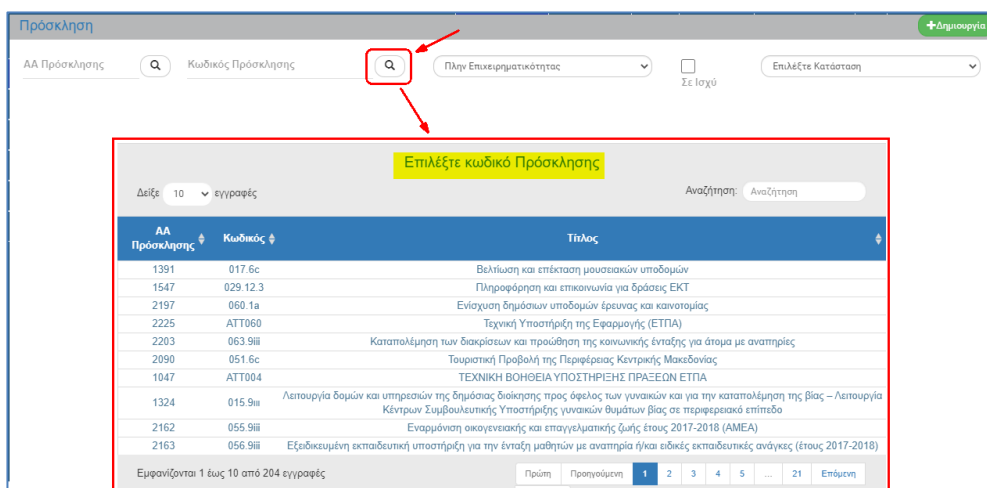 Πρόσκληση
+Δημιουργία
ΑΑ Πρόσκλησης Κωδικός Πρόσκλησης Πλην Επιχειρηματικότητας Επιλέξτε Κατάσταση
Σε Ισχύ
Επιλέξτε κωδικό Πρόσκλησης
Δείξε 10 εγγραφές Αναζήτηση: Αναζήτηση
ΑΑ Πρόσκλησης Κωδικός Τίτλος
1391 017.6c Βελτίωση και επέκταση μουσειακών υποδομών
1547 029.12.3 Πληροφόρηση και επικοινωνία για δράσεις ΕΚΤ
2197 060.1a Ενίσχυση δημόσιων υποδομών έρευνας και καινοτομίας
2225 ATT060 Τεχνική Υποστήριξη της Εφαρμογής (ΕΤΠΑ)
2203 063.9iii Καταπολέμηση των διακρίσεων και προώθηση της κοινωνικής ένταξης για άτομα με αναπηρίες
2090 051.6c Τουριστική Προβολή της Περιφέρειας Κεντρικής Μακεδονίας
1047 ATT004 ΤΕΧΝΙΚΗ ΒΟΗΘΕΙΑ ΥΠΟΣΤΗΡΙΞΗΣ ΠΡΑΞΕΩΝ ΕΤΠΑ
1324 015.9ιιι Λειτουργία δομών και υπηρεσιών της δημόσιας διοίκησης προς όφελος των γυναικών και για την καταπολέμηση της βίας – Λειτουργία
Κέντρων Συμβουλευτικής Υποστήριξης γυναικών θυμάτων βίας σε περιφερειακό επίπεδο
2162 055.9iii Εναρμόνιση οικογενειακής και επαγγελματικής ζωής έτους 2017-2018 (ΑΜΕΑ)
2163 056.9iii Εξειδικευμένη εκπαιδευτική υποστήριξη για την ένταξη μαθητών με αναπηρία ή/και ειδικές εκπαιδευτικές ανάγκες (έτους 2017-2018)
Εμφανίζονται 1 έως 10 από 204 εγγραφές Πρώτη Προηγούμενη 1 2 3 4 5 ... 21 Επόμενη